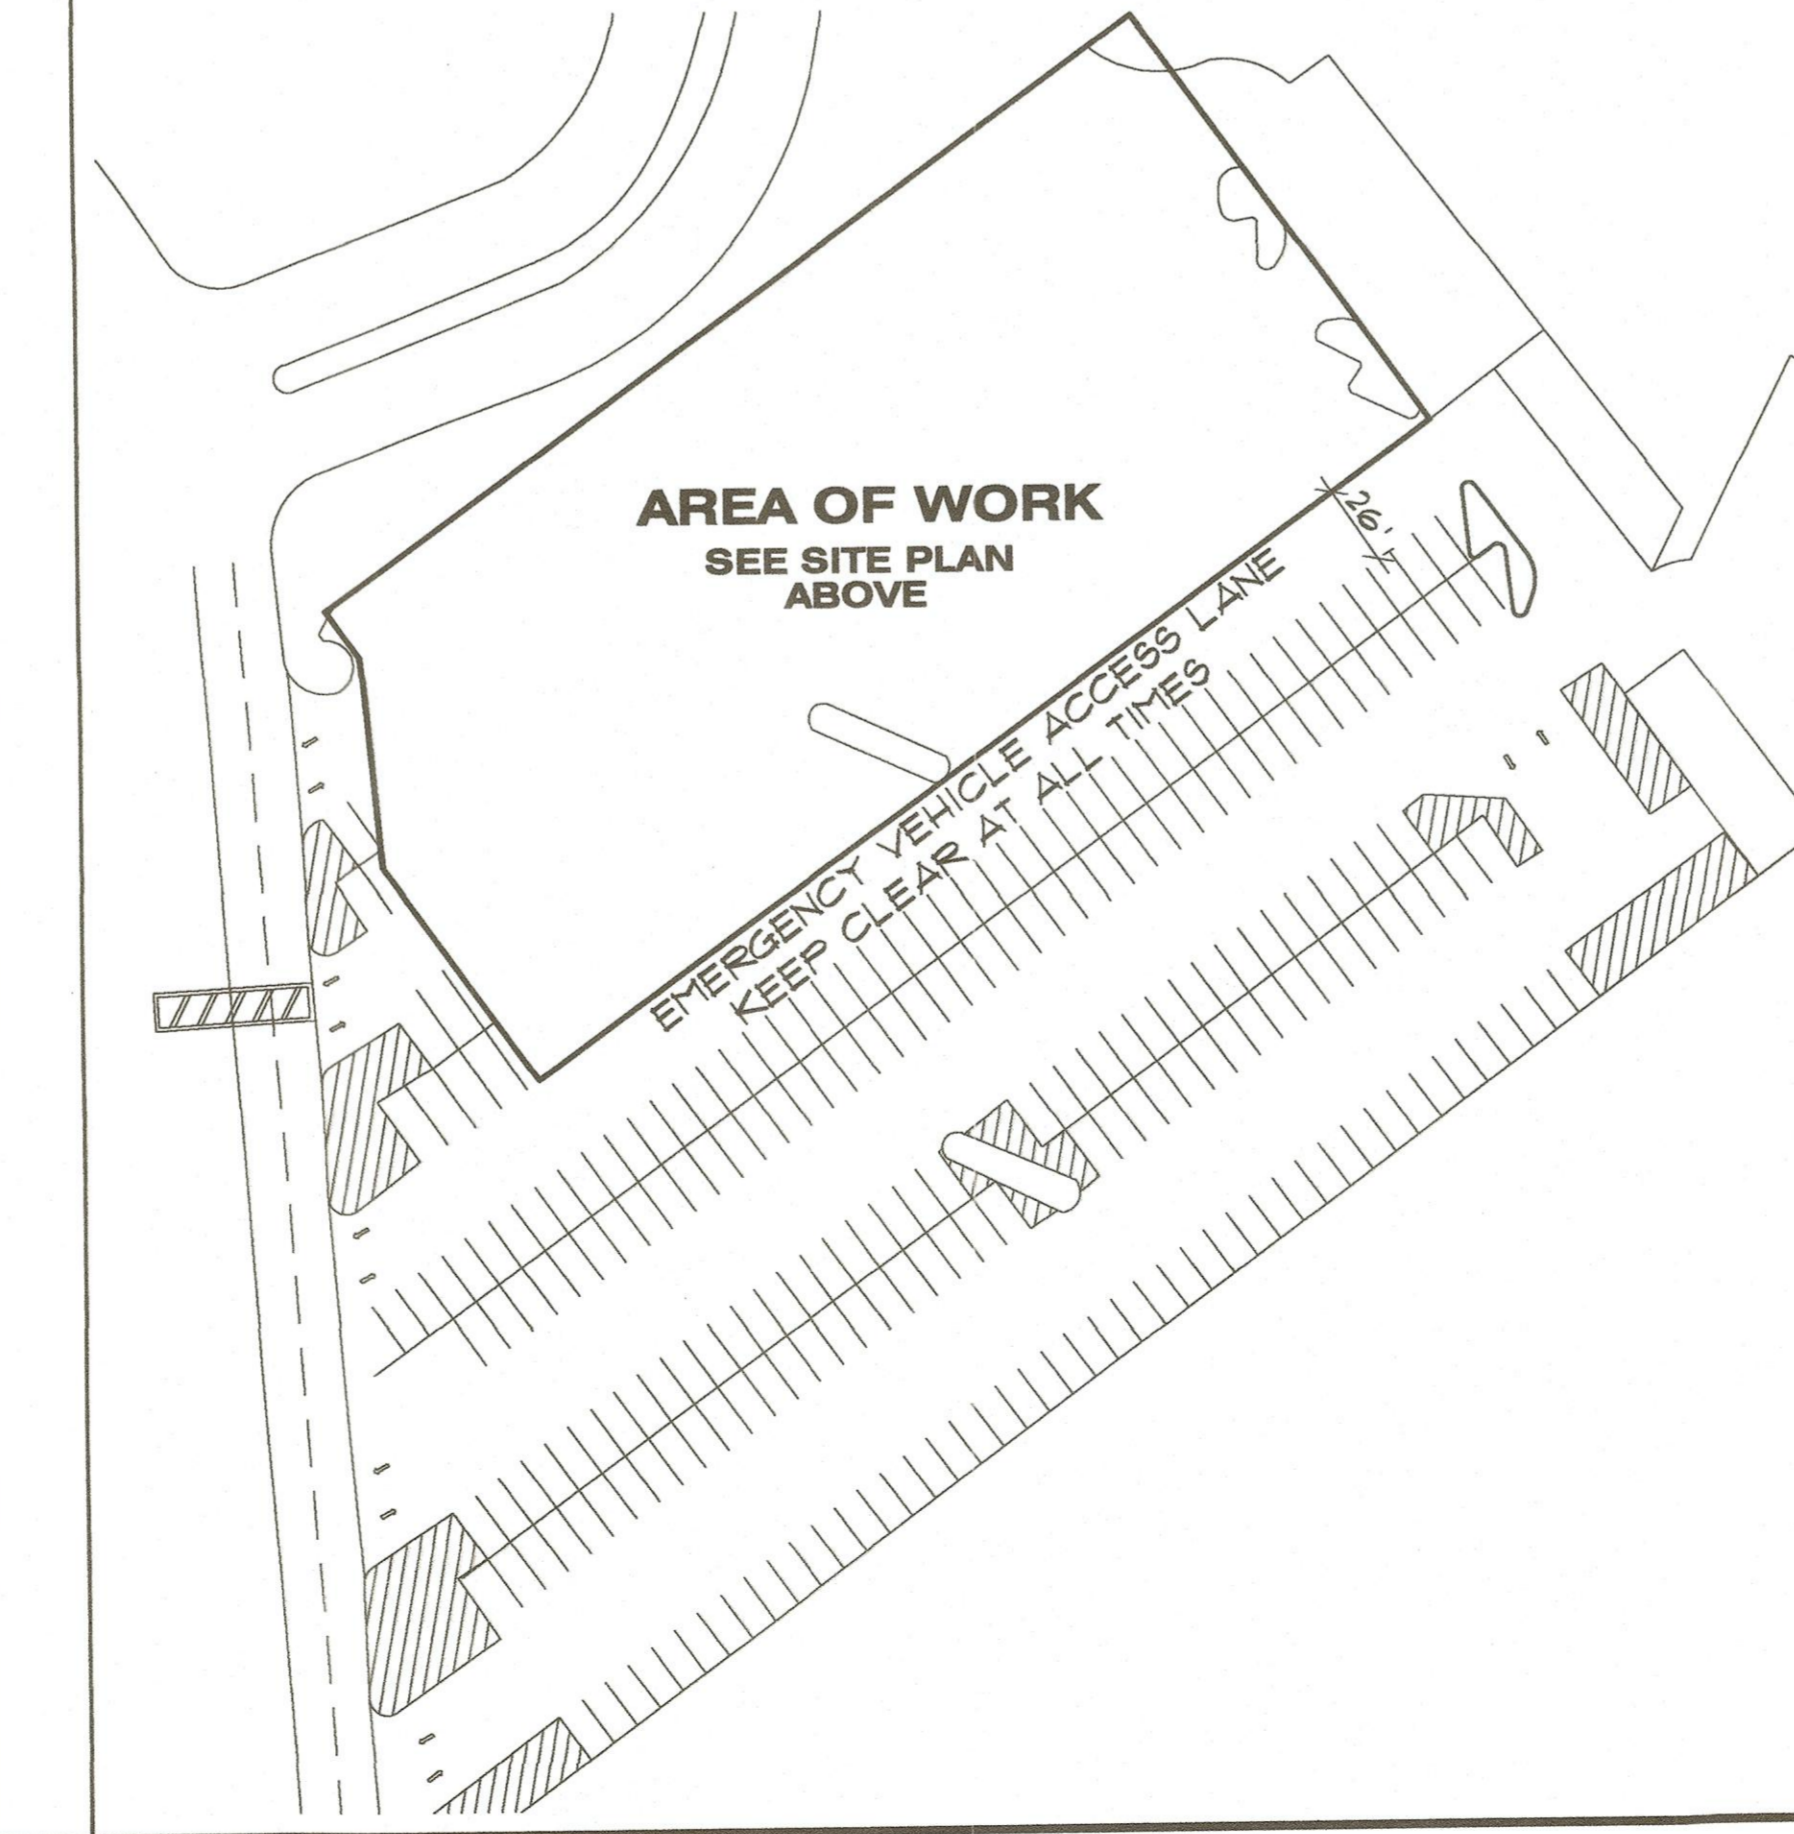 AREA OF WORK
SEE SITE PLAN
ABOVE
26'
EMERGENCY VEHICLE ACCESS LANE
KEEP CLEAR AT ALL TIMES